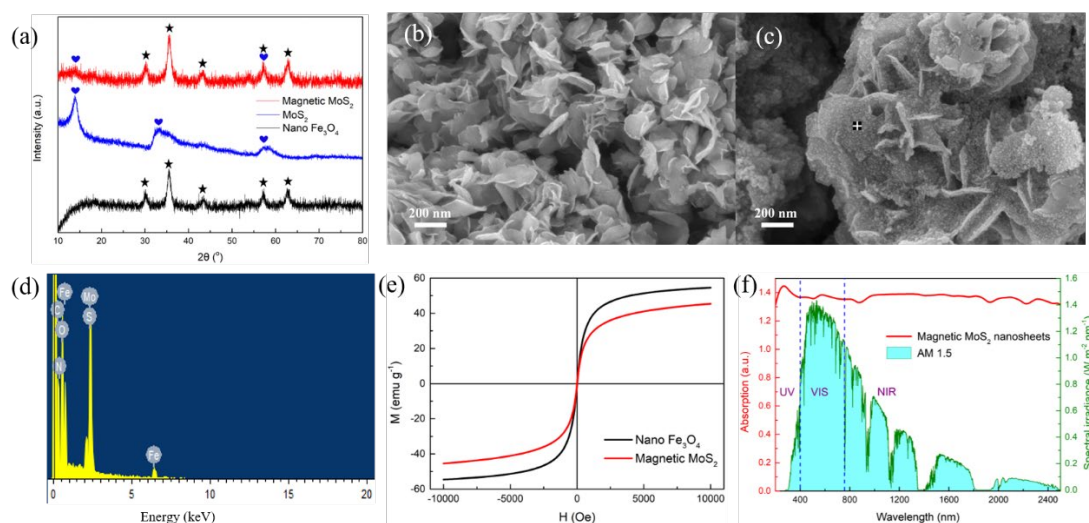 (a)
Intensity (a.u.)
Magnetic MoS₂
MoS₂
Nano Fe₃O₄
10 20 30 40 50 60 70 80
2θ (°)
(b)
200 nm
(c)
200 nm
(d)
Fe
Mo
C
S
O
N
Fe
0 5 10 15 20
Energy (keV)
(e)
M (emu g⁻¹)
60
40
20
0
-20
-40
-60
Nano Fe₃O₄
Magnetic MoS₂
-10000 -5000 0 5000 10000
H (Oe)
(f)
Absorption (a.u.)
1.4
1.2
1.0
0.8
0.6
0.4
0.2
0.0
Magnetic MoS₂ nanosheets
AM 1.5
UV VIS NIR
1.6
1.4
1.2
1.0
0.8
0.6
0.4
0.2
0.0
Spectral irradiance (W m⁻² nm⁻¹)
400 800 1200 1600 2000 2400
Wavelength (nm)